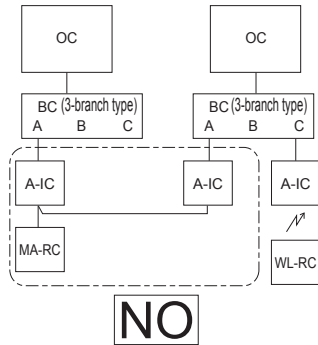 OC OC
BC (3-branch type) BC (3-branch type)
A B C A B C
A-IC A-IC A-IC
MA-RC WL-RC
NO